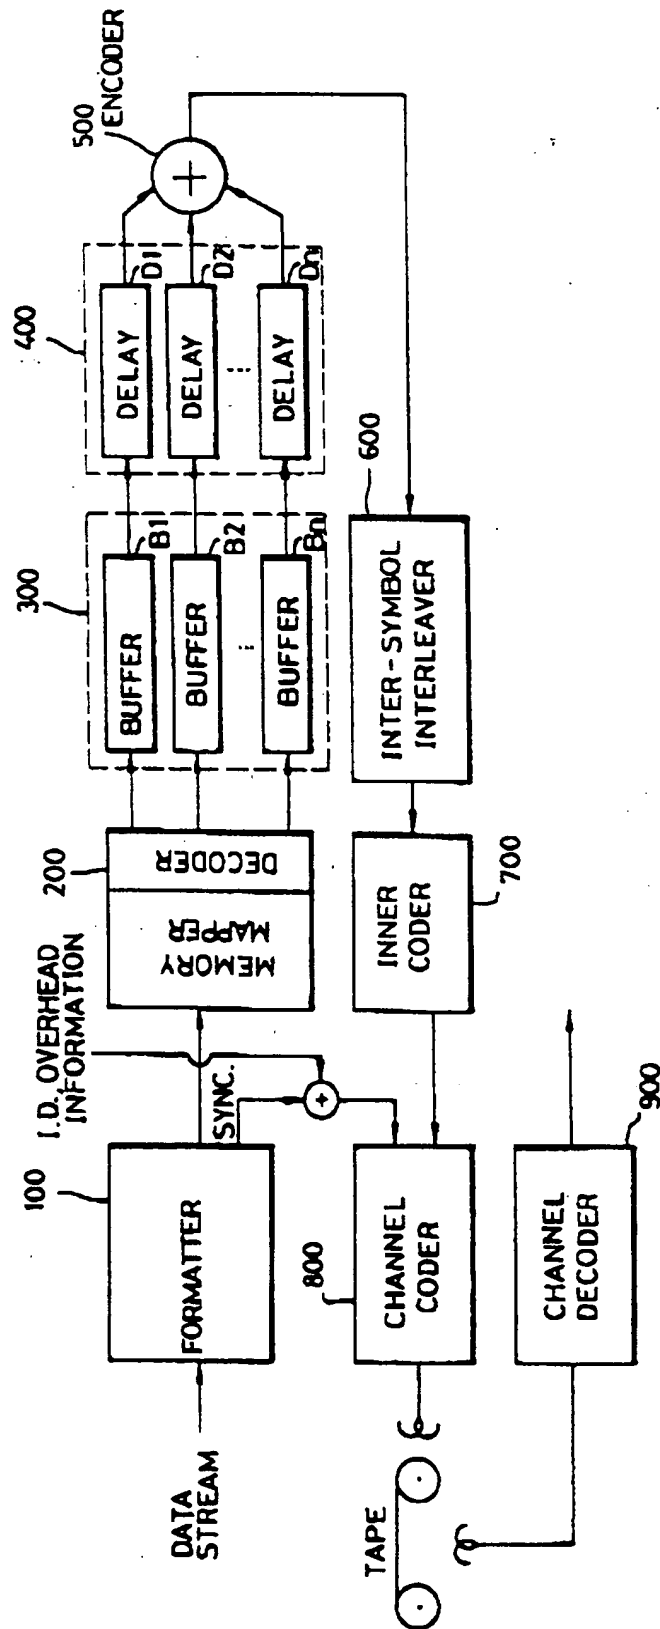 DATA
STREAM
100
FORMATTER
I.D., OVERHEAD
INFORMATION
SYNC.
+
200
MEMORY
MAPPER
DECODER
300
BUFFER
B1
BUFFER
B2
BUFFER
Bn
400
DELAY
D1
DELAY
D2
DELAY
Dn
500
ENCODER
+
600
INTER-SYMBOL
INTERLEAVER
INNER
CODER
700
800
CHANNEL
CODER
TAPE
CHANNEL
DECODER
900